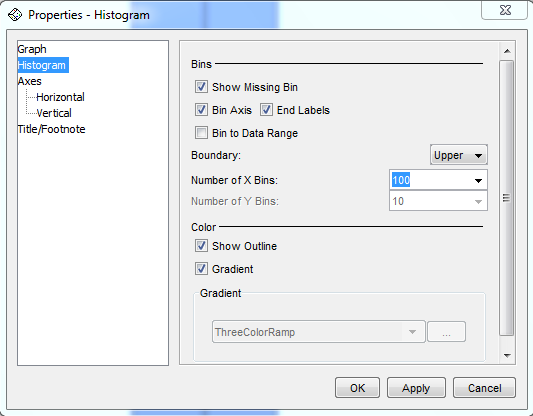 Properties - Histogram
Graph
Histogram
Axes
Horizontal
Vertical
Title/Footnote
Bins
Show Missing Bin
Bin Axis End Labels
Bin to Data Range
Boundary: Upper
Number of X Bins: 100
Number of Y Bins: 10
Color
Show Outline
Gradient
Gradient
ThreeColorRamp ...
OK Apply Cancel